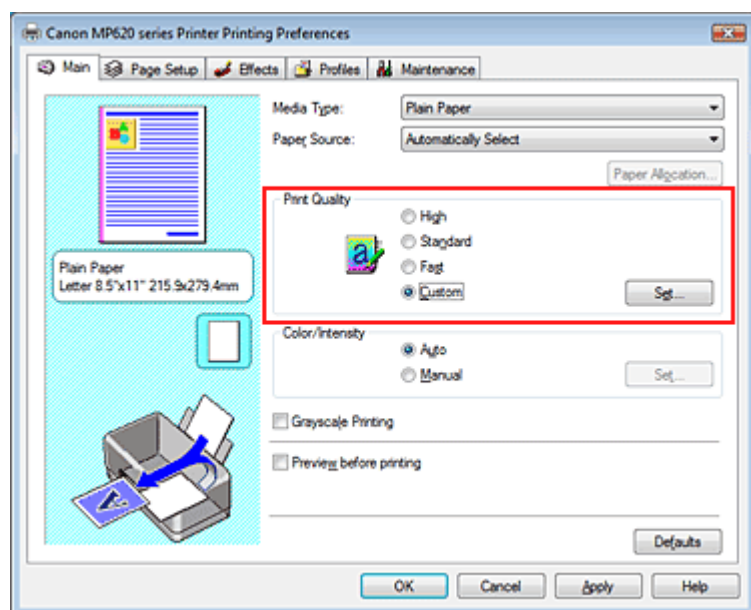 Canon MP620 series Printer Printing Preferences
Main Page Setup Effects Profiles Maintenance
Media Type: Plain Paper
Paper Source: Automatically Select
Paper Allocation...
Print Quality
High
Standard
Fast
Custom Set...
Plain Paper
Letter 8.5"x11" 215.9x279.4mm
Color/Intensity
Auto
Manual Set...
Grayscale Printing
Preview before printing
Defaults
OK Cancel Apply Help